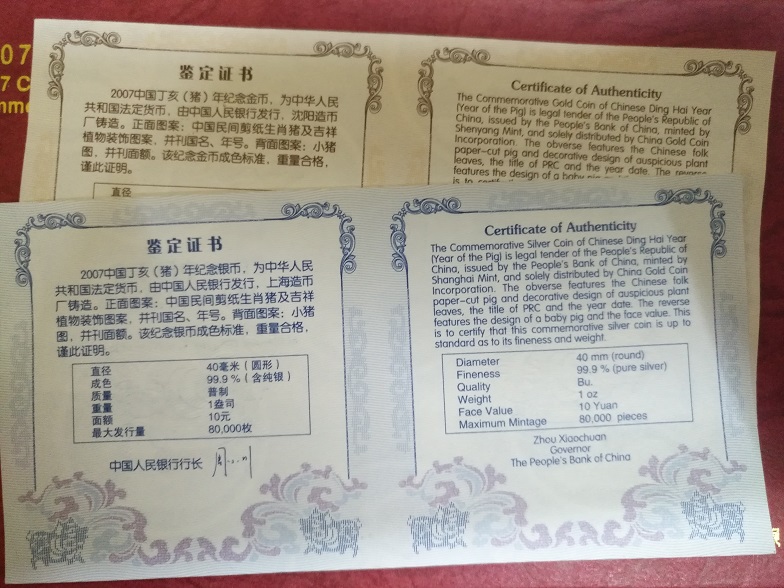 07
鉴定证书
2007中国丁亥（猪）年纪念金币，为中华人民
共和国法定货币，由中国人民银行发行，沈阳造币
厂铸造。正面图案：中国民间剪纸生肖猪及吉祥
植物装饰图案，并刊国名、年号。背面图案：小猪
图，并刊面额。该纪念金币成色标准，重量合格，
谨此证明。
直径
Certificate of Authenticity
The Commemorative Gold Coin of Chinese Ding Hai Year
(Year of the Pig) is legal tender of the People's Republic of
China, issued by the People's Bank of China, minted by
Shenyang Mint, and solely distributed by China Gold Coin
Incorporation. The obverse features the Chinese folk
paper-cut pig and decorative design of auspicious plant
leaves, the title of PRC and the year date. The reverse
features the design of a baby pig
鉴定证书
2007中国丁亥（猪）年纪念银币，为中华人民
共和国法定货币，由中国人民银行发行，上海造币
厂铸造。正面图案：中国民间剪纸生肖猪及吉祥
植物装饰图案，并刊国名、年号。背面图案：小猪
图，并刊面额。该纪念银币成色标准，重量合格，
谨此证明。
直径 40毫米（圆形）
成色 99.9％（含纯银）
质量 普制
重量 1盎司
面额 10元
最大发行量 80,000枚
中国人民银行行长
Certificate of Authenticity
The Commemorative Silver Coin of Chinese Ding Hai Year
(Year of the Pig) is legal tender of the People's Republic of
China, issued by the People's Bank of China, minted by
Shanghai Mint, and solely distributed by China Gold Coin
Incorporation. The obverse features the Chinese folk
paper-cut pig and decorative design of auspicious plant
leaves, the title of PRC and the year date. The reverse
features the design of a baby pig and the face value. This
is to certify that this commemorative silver coin is up to
standard as to its fineness and weight.
Diameter 40 mm (round)
Fineness 99.9 % (pure silver)
Quality Bu.
Weight 1 oz
Face Value 10 Yuan
Maximum Mintage 80,000 pieces
Zhou Xiaochuan
Governor
The People's Bank of China